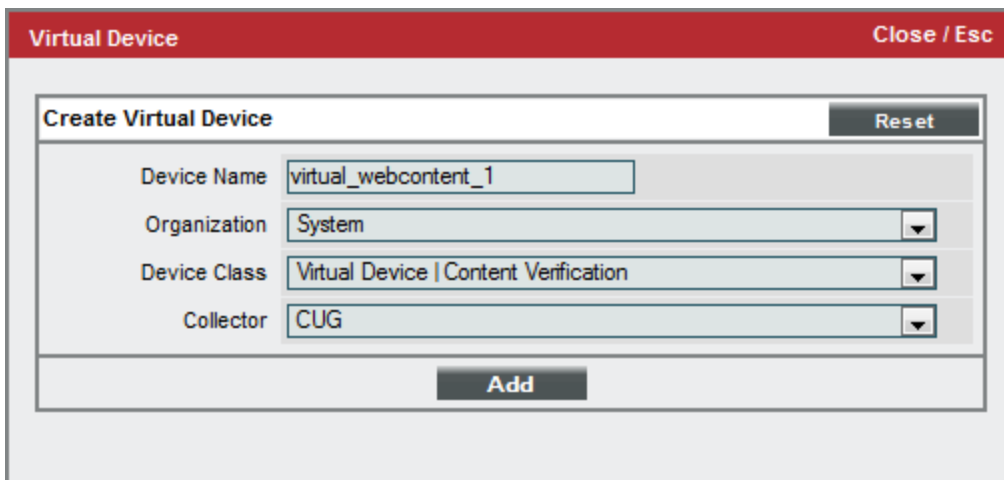 Virtual Device Close / Esc
Create Virtual Device Reset
Device Name virtual_webcontent_1
Organization System
Device Class Virtual Device | Content Verification
Collector CUG
Add